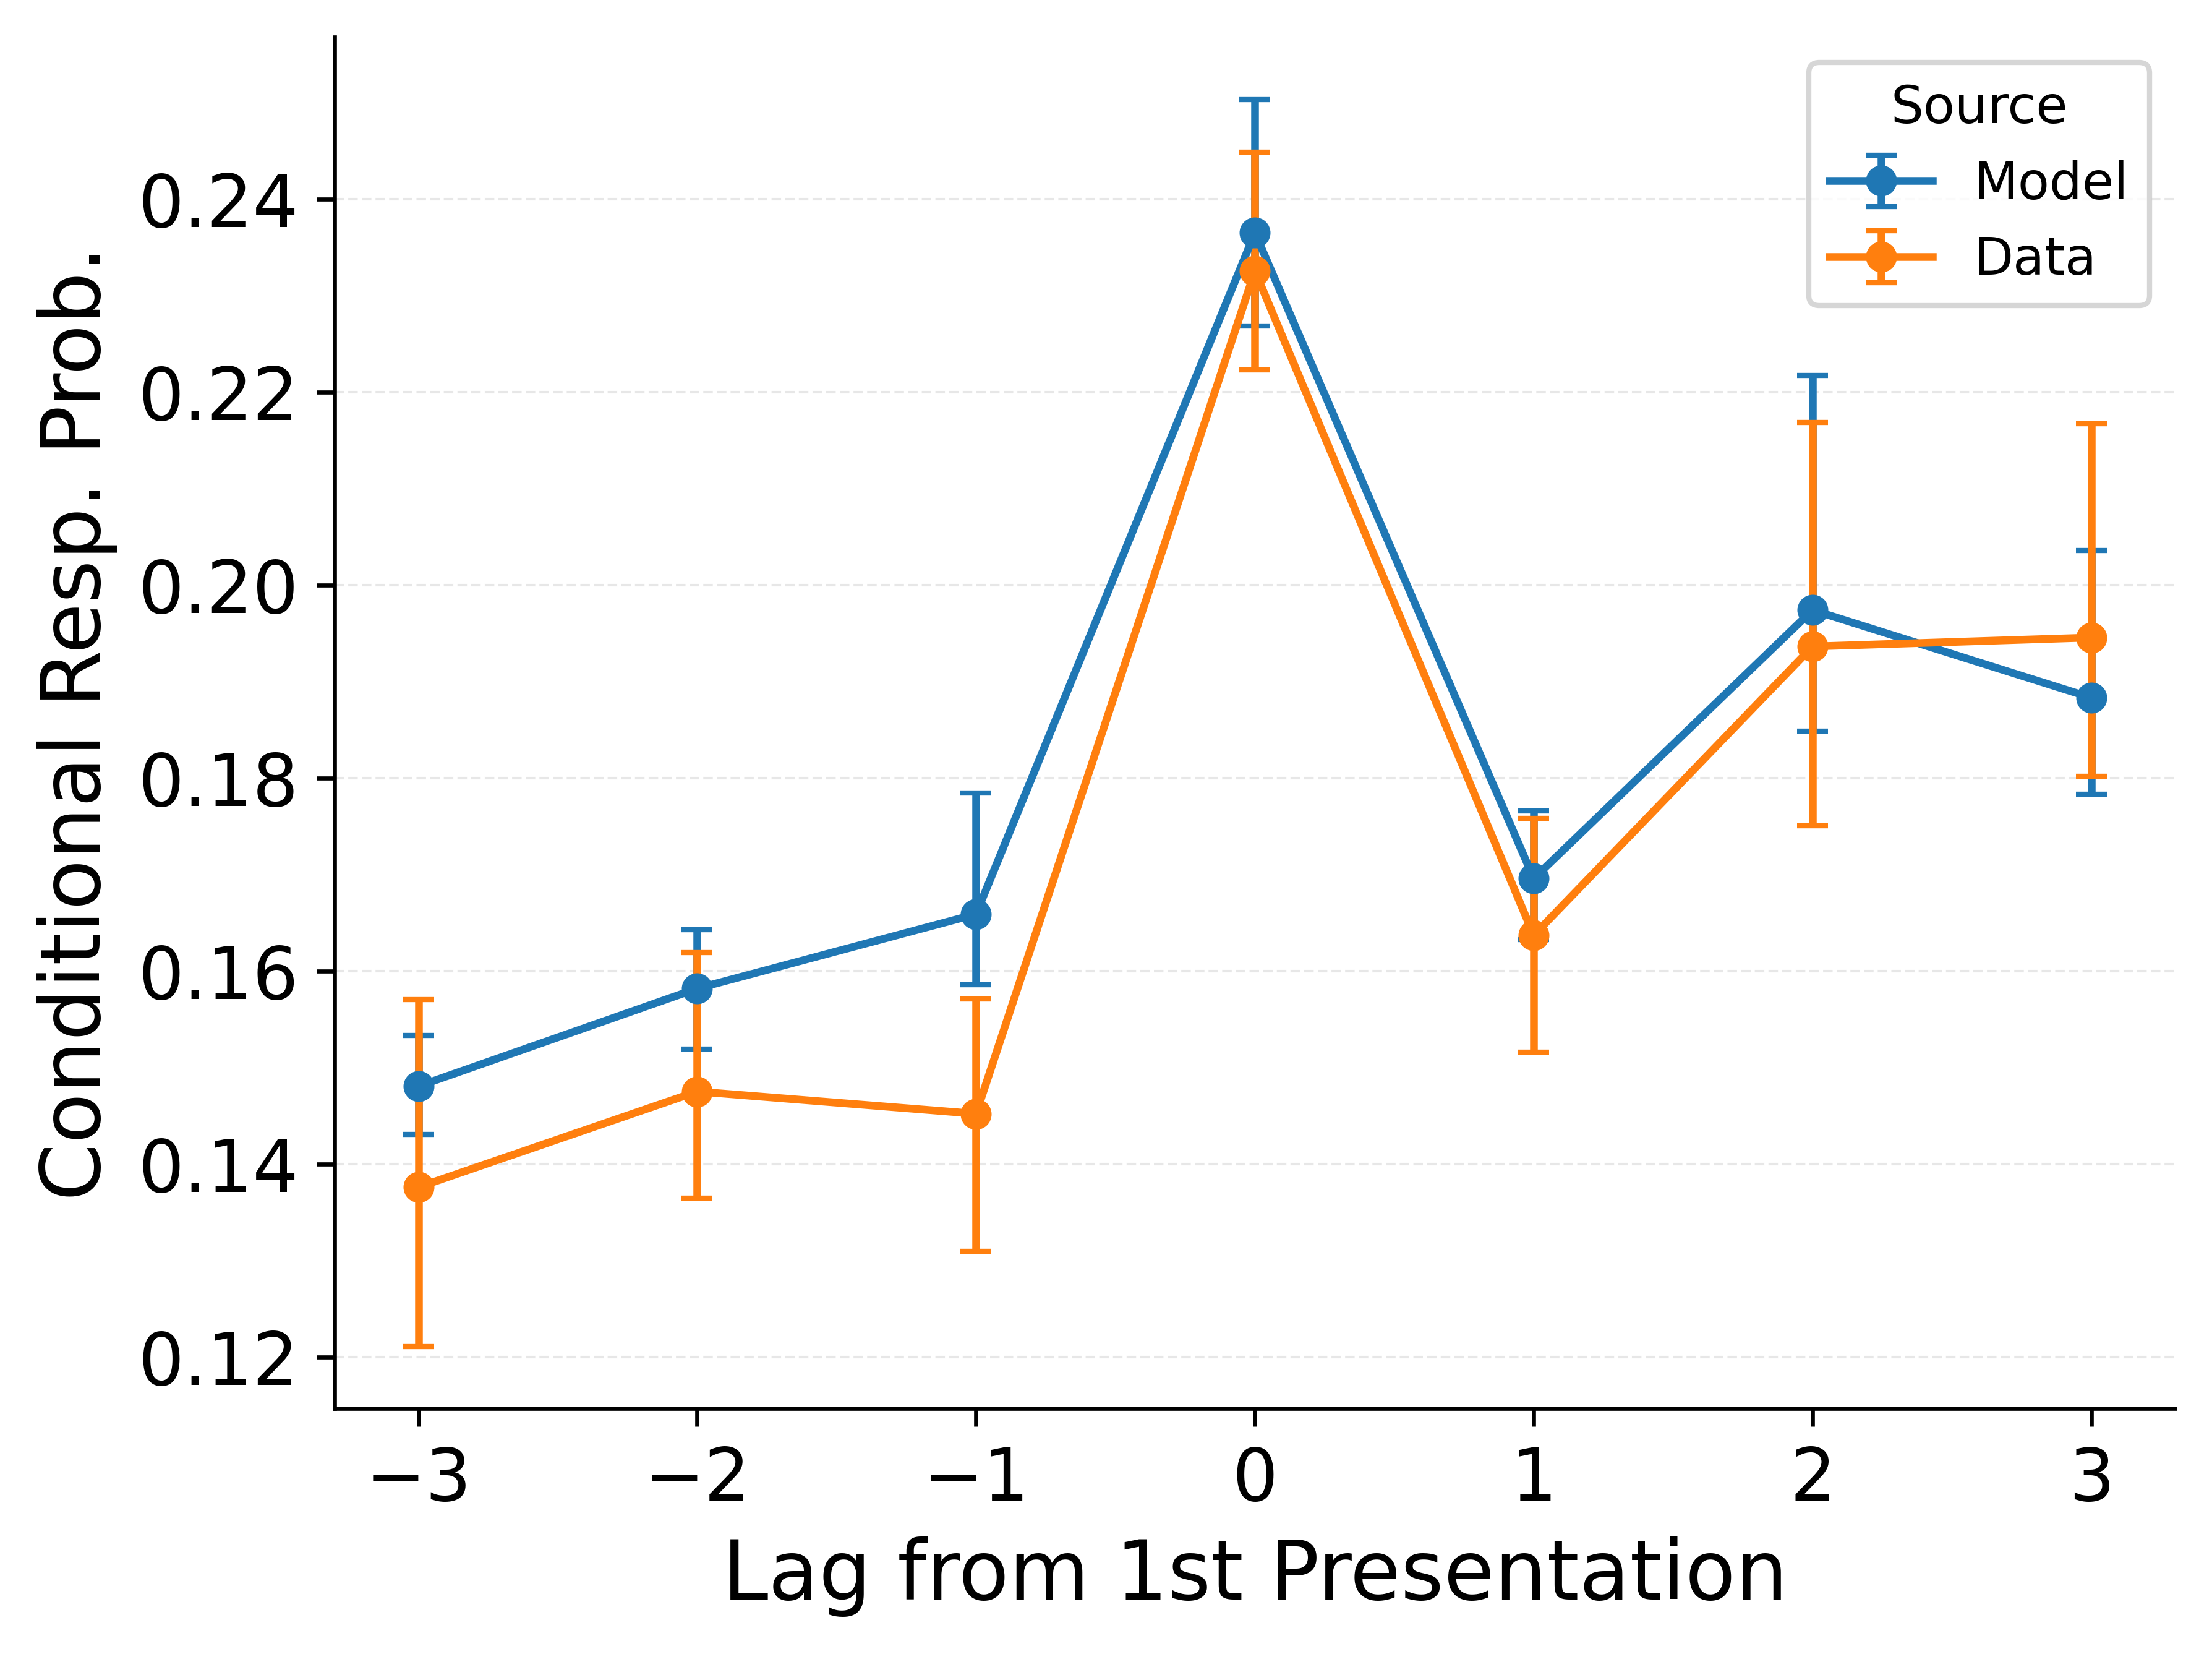 Conditional Resp. Prob.
0.24
0.22
0.20
0.18
0.16
0.14
0.12
Source
Model
Data
−3 −2 −1 0 1 2 3
Lag from 1st Presentation